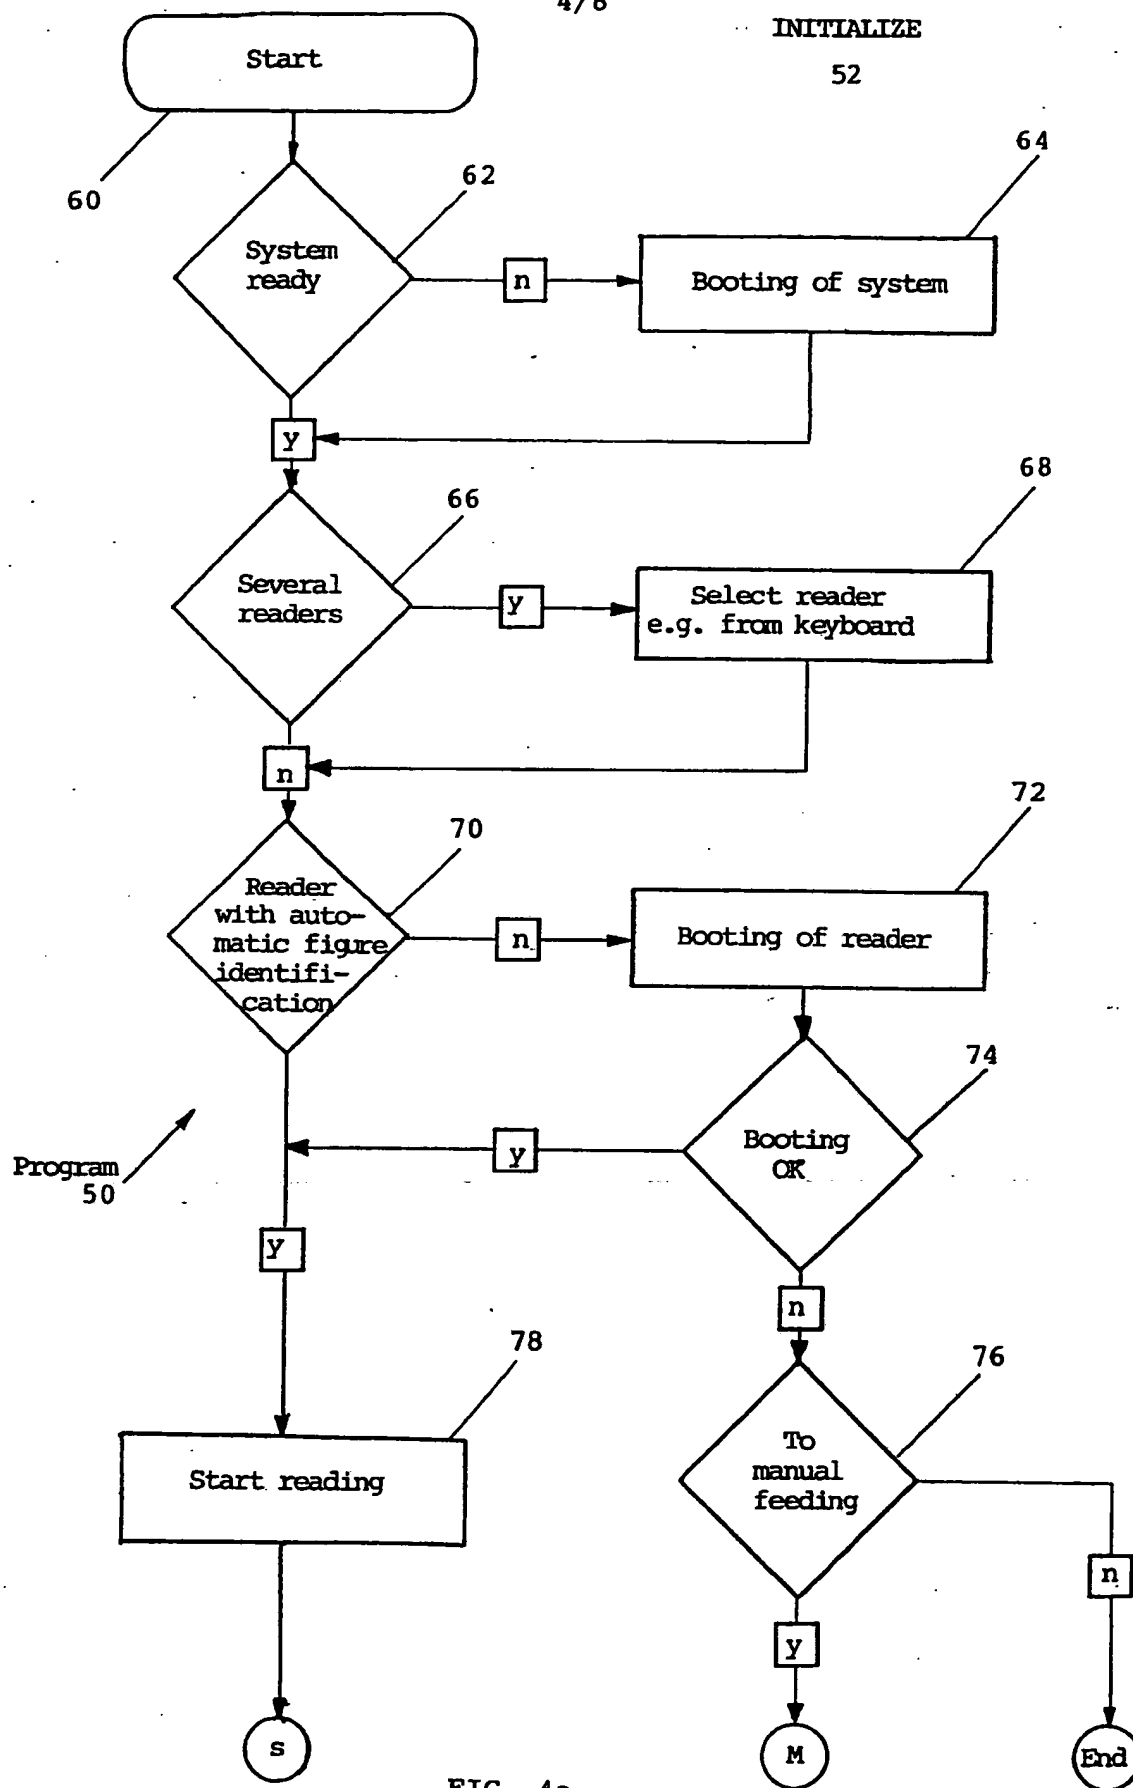 4/6
INITIALIZE
52
Start
60
62
64
System
ready
n
Booting of system
y
66
68
Several
readers
y
Select reader
e.g. from keyboard
n
70
72
Reader
with auto-
matic figure
identifi-
cation
n
Booting of reader
74
Booting
OK
y
Program
50
y
n
78
76
Start reading
To
manual
feeding
n
y
s
M
End